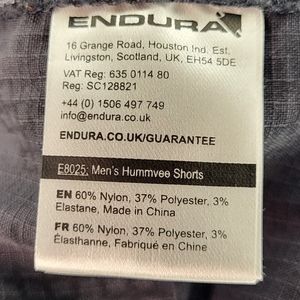 ENDURA
16 Grange Road, Houston Ind. Est.
Livingston, Scotland, UK, EH54 5DE
VAT Reg: 635 0114 80
Reg: SC128821
+44 (0) 1506 497 749
info@endura.co.uk
ENDURA.CO.UK/GUARANTEE
E8025: Men's Hummvee Shorts
EN 60% Nylon, 37% Polyester, 3%
Elastane, Made in China
FR 60% Nylon, 37% Polyester, 3%
Élasthanne, Fabriqué en Chine